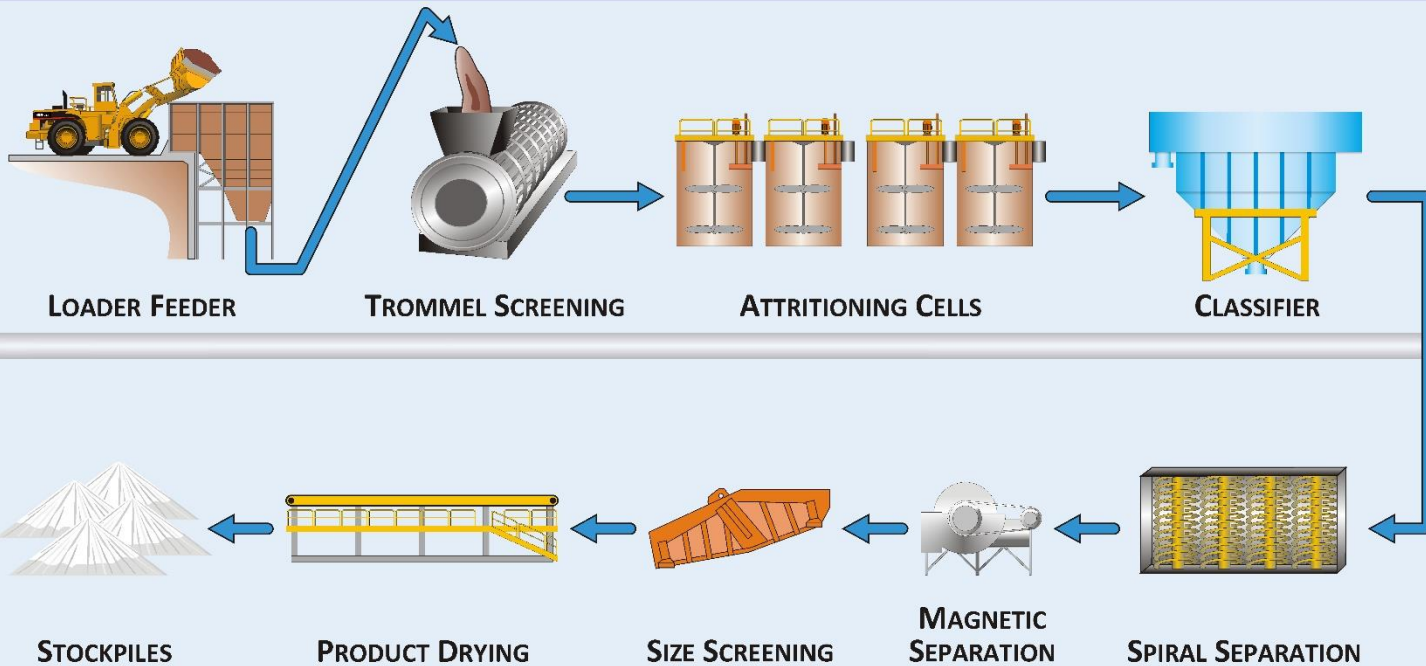 LOADER FEEDER
TROMMEL SCREENING
ATTRITIONING CELLS
CLASSIFIER
STOCKPILES
PRODUCT DRYING
SIZE SCREENING
MAGNETIC
SEPARATION
SPIRAL SEPARATION